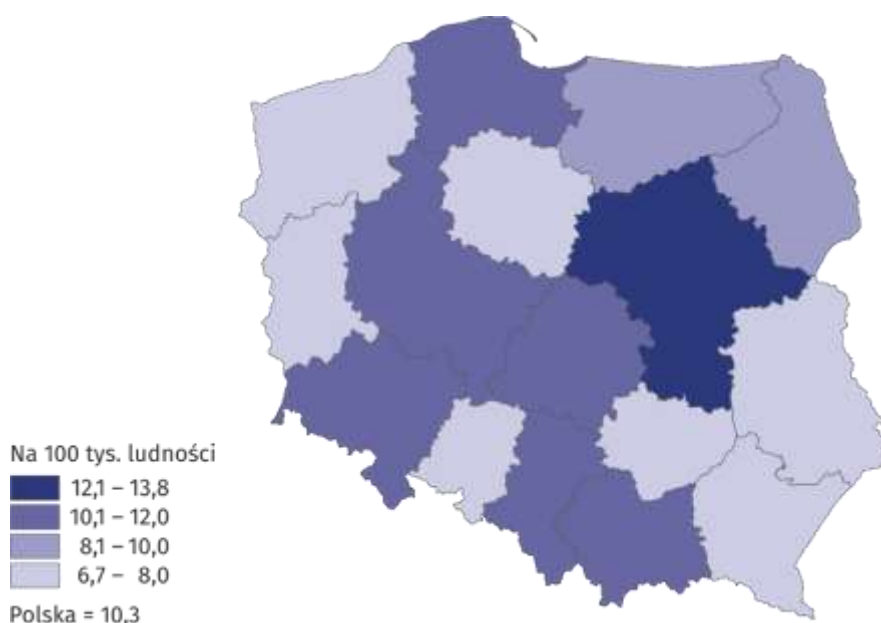 Na 100 tys. ludności
12,1 – 13,8
10,1 – 12,0
8,1 – 10,0
6,7 – 8,0
Polska = 10,3